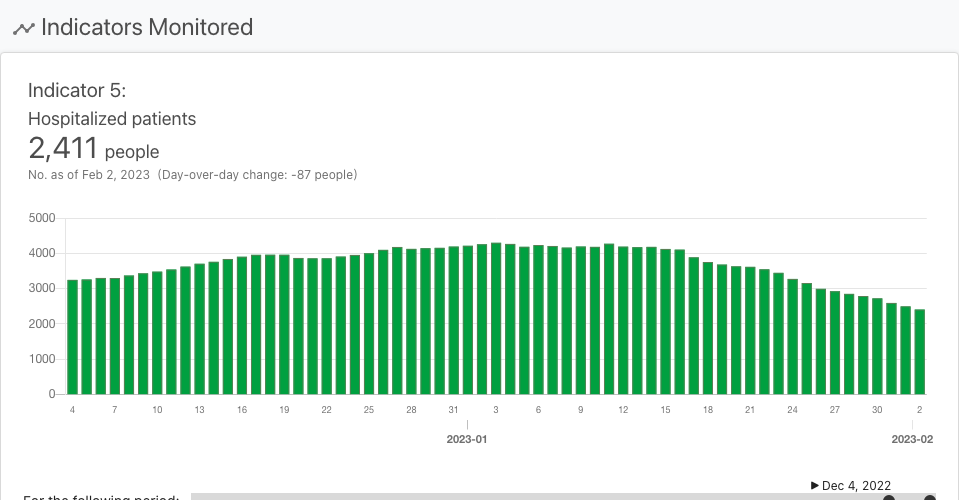 Indicators Monitored
Indicator 5:
Hospitalized patients
2,411 people
No. as of Feb 2, 2023 (Day-over-day change: -87 people)
5000
4000
3000
2000
1000
0
4 7 10 13 16 19 22 25 28 31 3 6 9 12 15 18 21 24 27 30 2
2023-01 2023-02
Dec 4, 2022
For the following period: